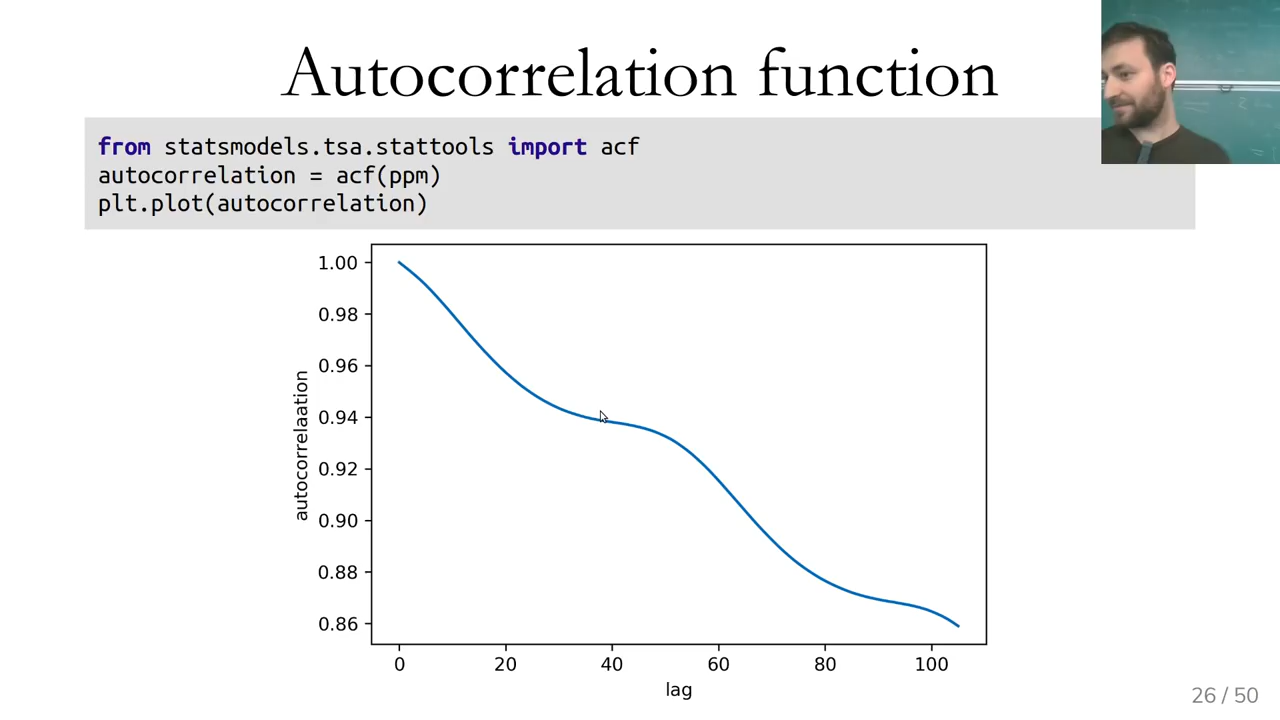 Autocorrelation function
from statsmodels.tsa.stattools import acf
autocorrelation = acf(ppm)
plt.plot(autocorrelation)
1.00
0.98
0.96
0.94
0.92
0.90
0.88
0.86
autocorrelaation
0 20 40 60 80 100
lag
26 / 50